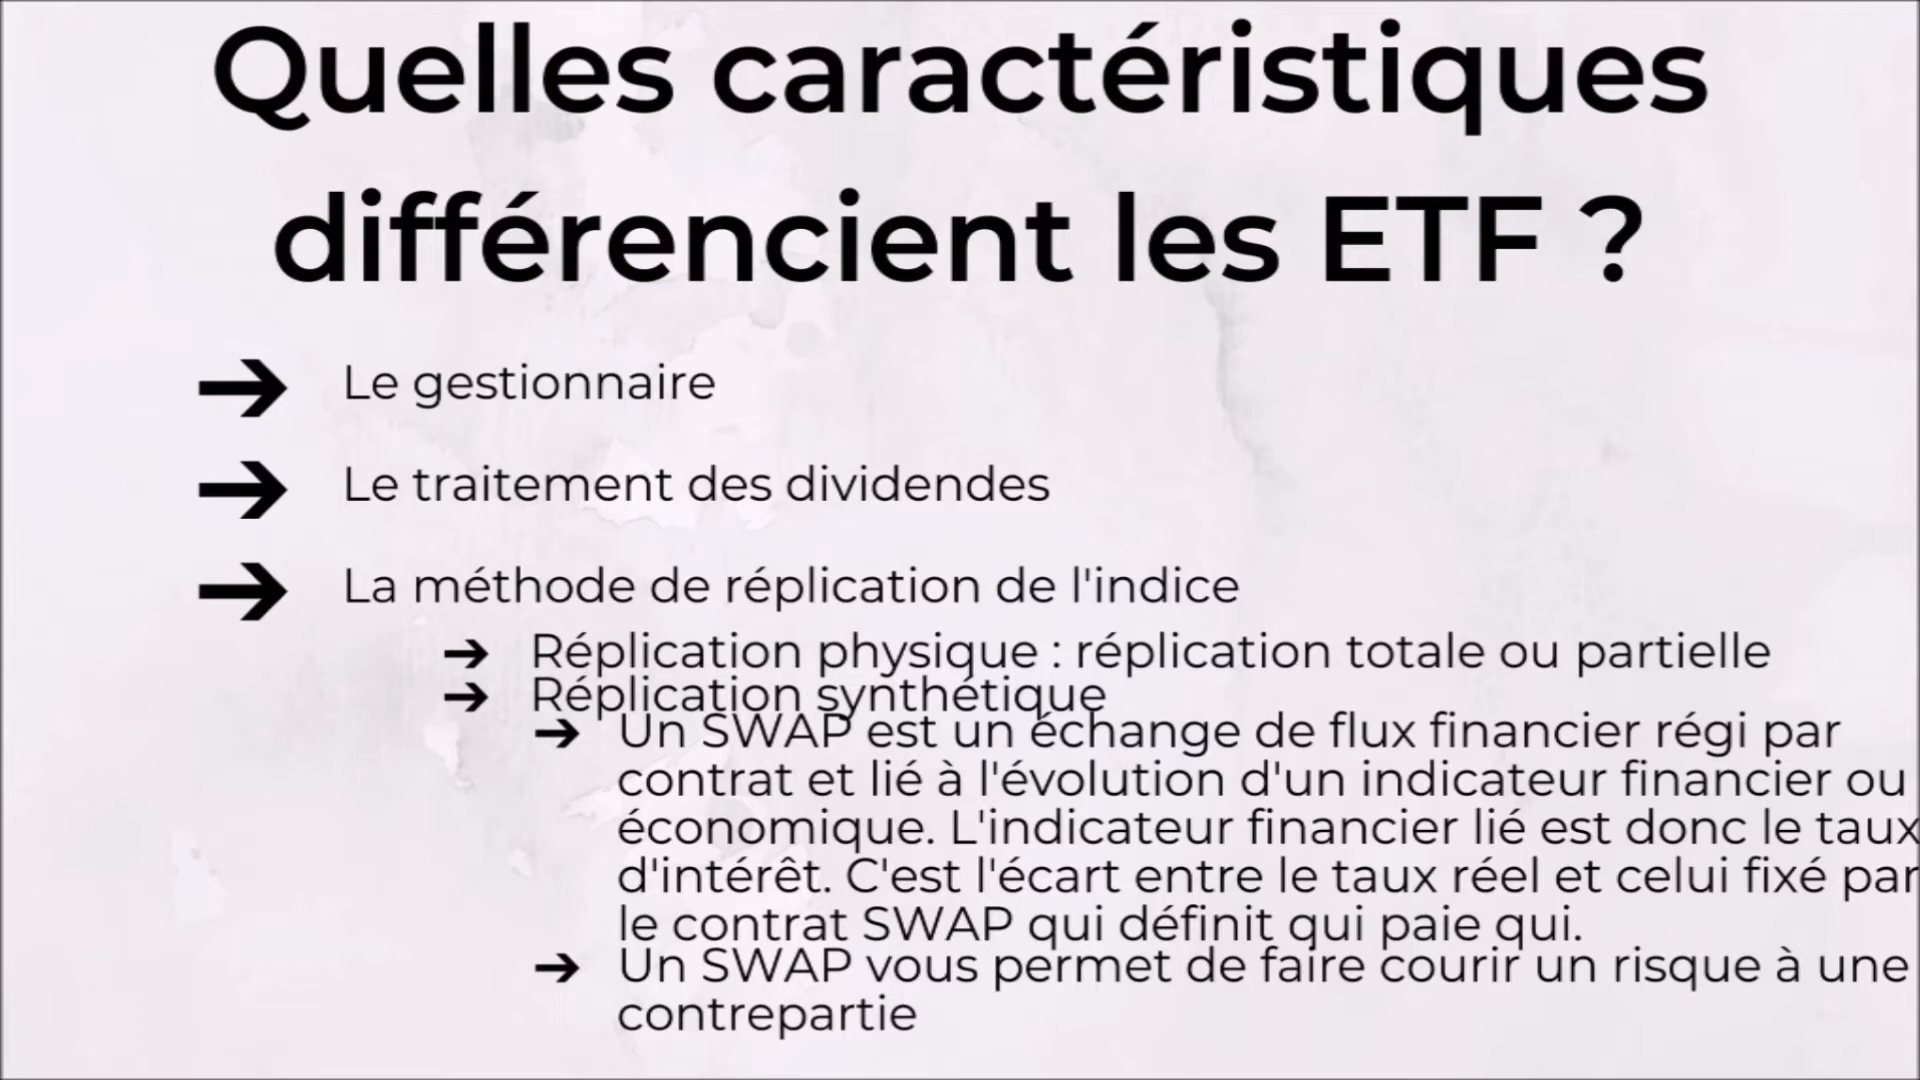 Quelles caractéristiques
différencient les ETF ?
➔ Le gestionnaire
➔ Le traitement des dividendes
➔ La méthode de réplication de l'indice
➔ Réplication physique : réplication totale ou partielle
➔ Réplication synthétique
➔ Un SWAP est un échange de flux financier régi par
contrat et lié à l'évolution d'un indicateur financier ou
économique. L'indicateur financier lié est donc le taux
d'intérêt. C'est l'écart entre le taux réel et celui fixé par
le contrat SWAP qui définit qui paie qui.
➔ Un SWAP vous permet de faire courir un risque à une
contrepartie